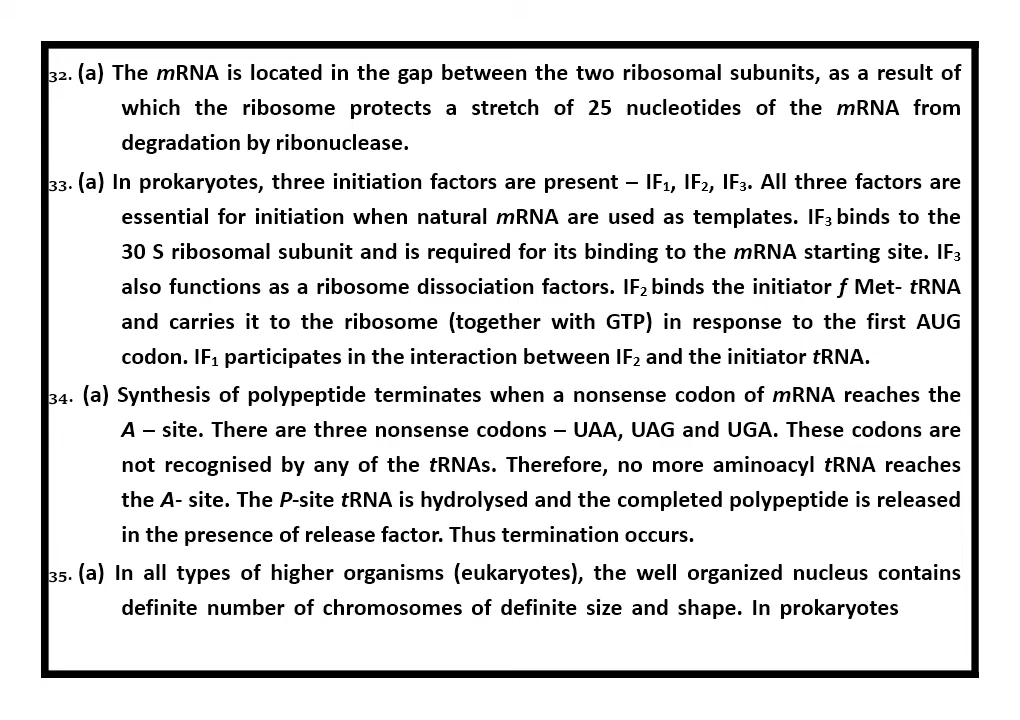 32. (a) The mRNA is located in the gap between the two ribosomal subunits, as a result of
which the ribosome protects a stretch of 25 nucleotides of the mRNA from
degradation by ribonuclease.
33. (a) In prokaryotes, three initiation factors are present – IF₁, IF₂, IF₃. All three factors are
essential for initiation when natural mRNA are used as templates. IF₃ binds to the
30 S ribosomal subunit and is required for its binding to the mRNA starting site. IF₃
also functions as a ribosome dissociation factors. IF₂ binds the initiator f Met- tRNA
and carries it to the ribosome (together with GTP) in response to the first AUG
codon. IF₁ participates in the interaction between IF₂ and the initiator tRNA.
34. (a) Synthesis of polypeptide terminates when a nonsense codon of mRNA reaches the
A – site. There are three nonsense codons – UAA, UAG and UGA. These codons are
not recognised by any of the tRNAs. Therefore, no more aminoacyl tRNA reaches
the A- site. The P-site tRNA is hydrolysed and the completed polypeptide is released
in the presence of release factor. Thus termination occurs.
35. (a) In all types of higher organisms (eukaryotes), the well organized nucleus contains
definite number of chromosomes of definite size and shape. In prokaryotes